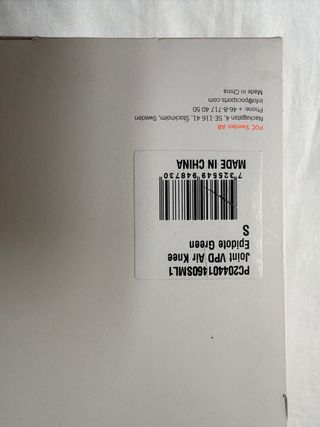 PC204401460SML1
Joint VPD Air Knee
Epidote Green
S
7 325549 948730
MADE IN CHINA
POC Sweden AB
Nackagatan 4, SE-116 41, Stockholm, Sweden
Phone: + 46-8-717 40 50
info@pocsports.com
Made in China